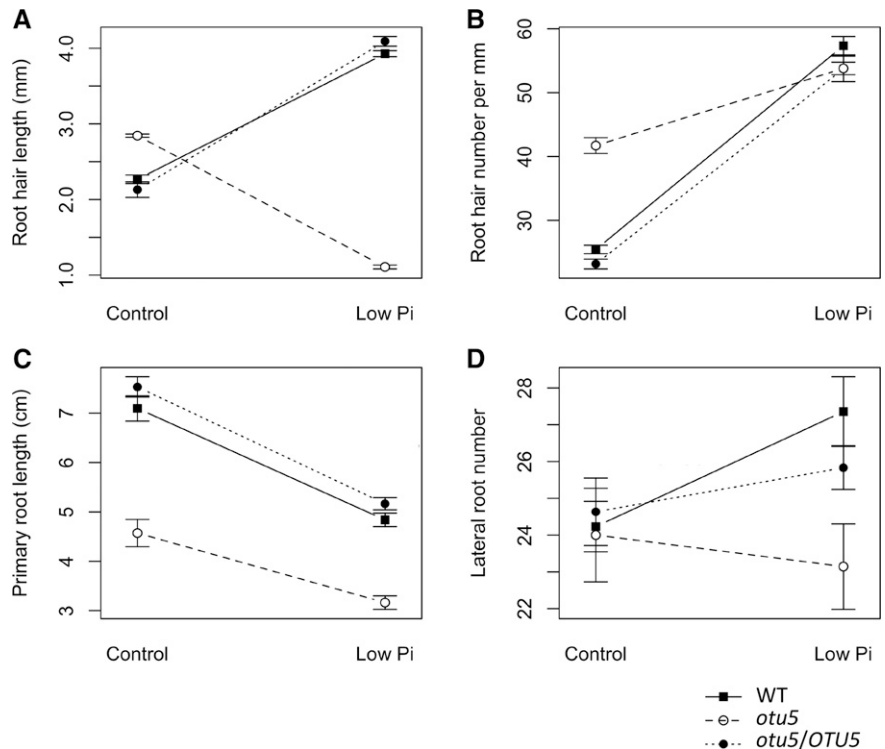 A
Root hair length (mm)
4.0
3.0
2.0
1.0
Control
Low Pi
B
Root hair number per mm
60
50
40
30
Control
Low Pi
C
Primary root length (cm)
7
6
5
4
3
Control
Low Pi
D
Lateral root number
28
26
24
22
Control
Low Pi
WT
otu5
otu5/OTU5